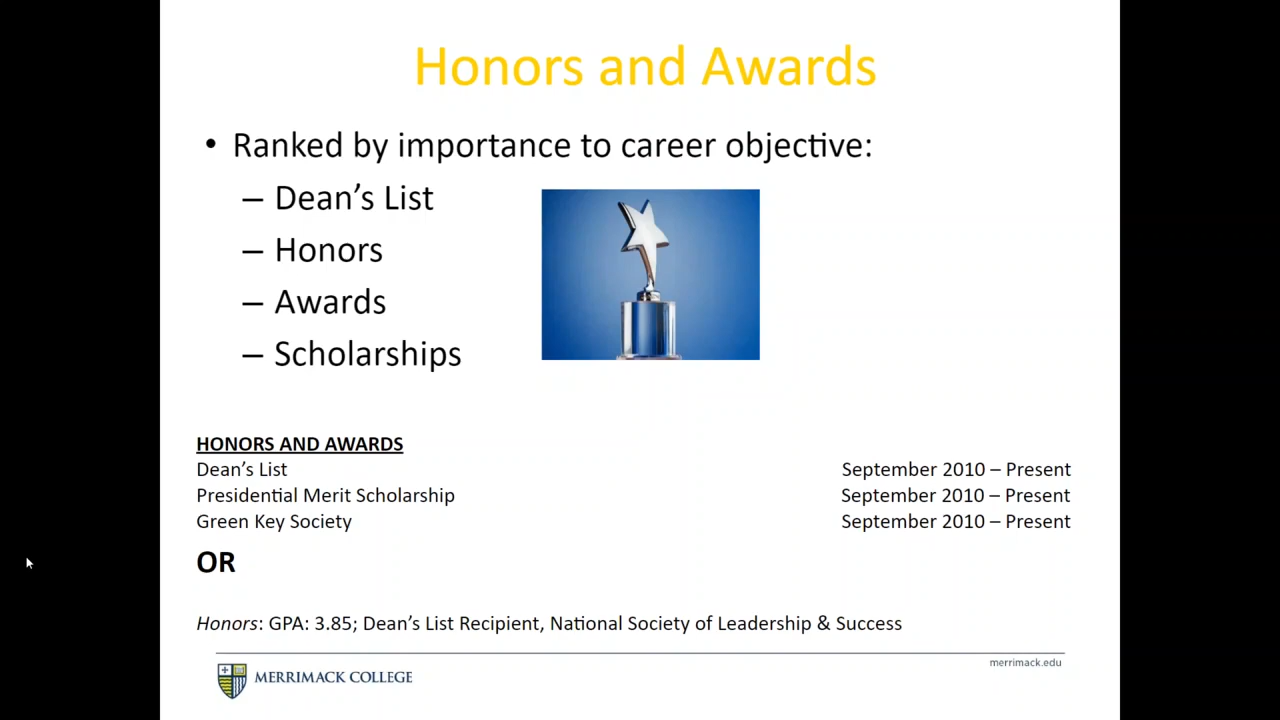 Honors and Awards
• Ranked by importance to career objective:
– Dean’s List
– Honors
– Awards
– Scholarships
HONORS AND AWARDS
Dean’s List September 2010 – Present
Presidential Merit Scholarship September 2010 – Present
Green Key Society September 2010 – Present
OR
Honors: GPA: 3.85; Dean’s List Recipient, National Society of Leadership & Success
merrimack.edu
MERRIMACK COLLEGE